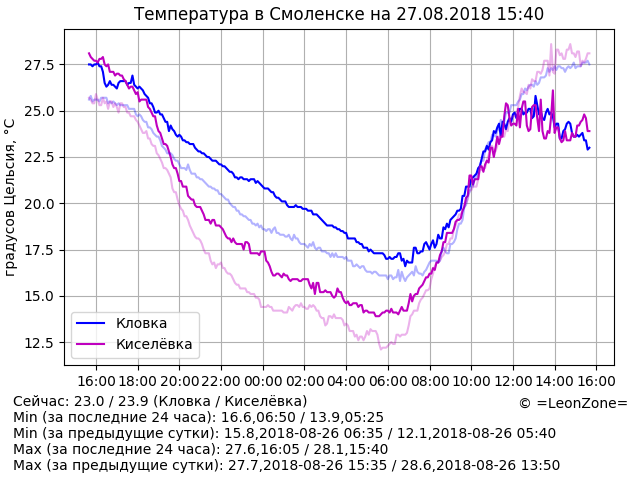 Температура в Смоленске на 27.08.2018 15:40
градусов Цельсия, °C
27.5
25.0
22.5
20.0
17.5
15.0
12.5
Кловка
Киселёвка
16:00 18:00 20:00 22:00 00:00 02:00 04:00 06:00 08:00 10:00 12:00 14:00 16:00
© =LeonZone=
Сейчас: 23.0 / 23.9 (Кловка / Киселёвка)
Min (за последние 24 часа): 16.6,06:50 / 13.9,05:25
Min (за предыдущие сутки): 15.8,2018-08-26 06:35 / 12.1,2018-08-26 05:40
Max (за последние 24 часа): 27.6,16:05 / 28.1,15:40
Max (за предыдущие сутки): 27.7,2018-08-26 15:35 / 28.6,2018-08-26 13:50